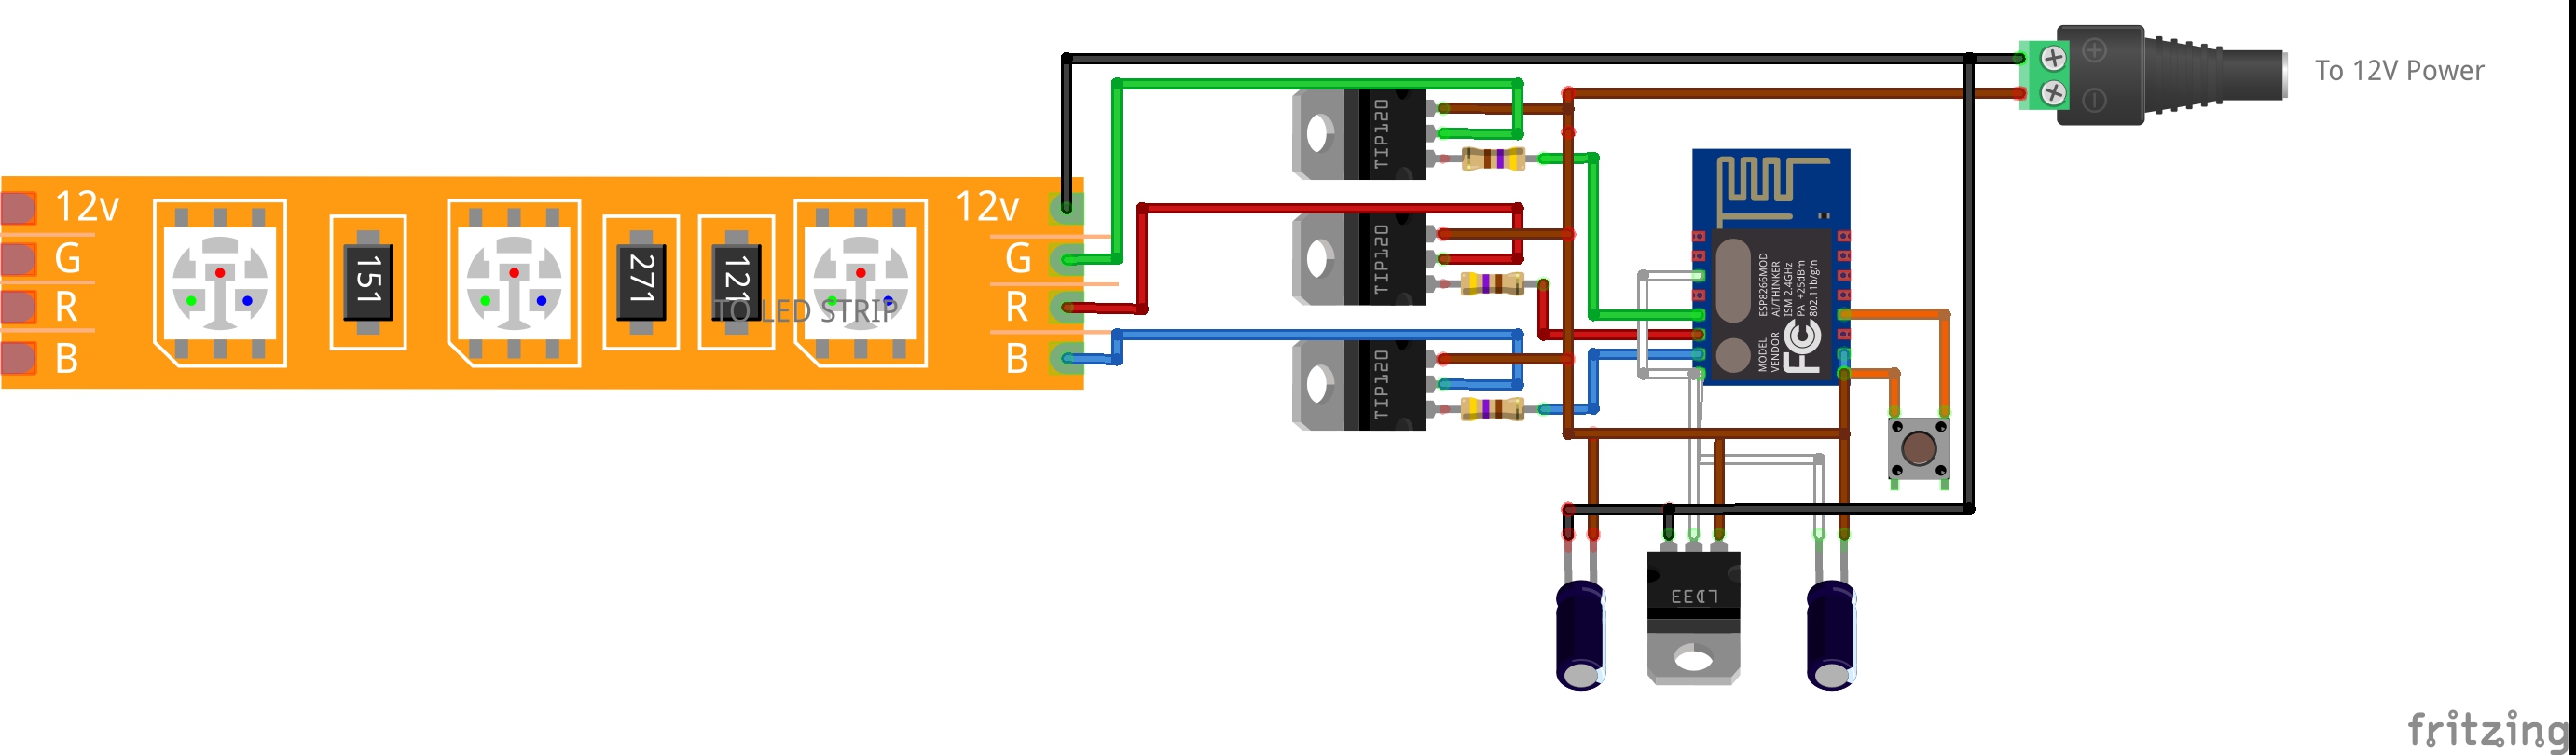 To 12V Power
12v
G
R
B
151
271
121
TO LED STRIP
12v
G
R
B
TIP120
TIP120
TIP120
MODEL
VENDOR
ESP8266MOD
AI/THINKER
ISM 2.4GHz
PA +25dBm
802.11b/g/n
FC
LD33
fritzing